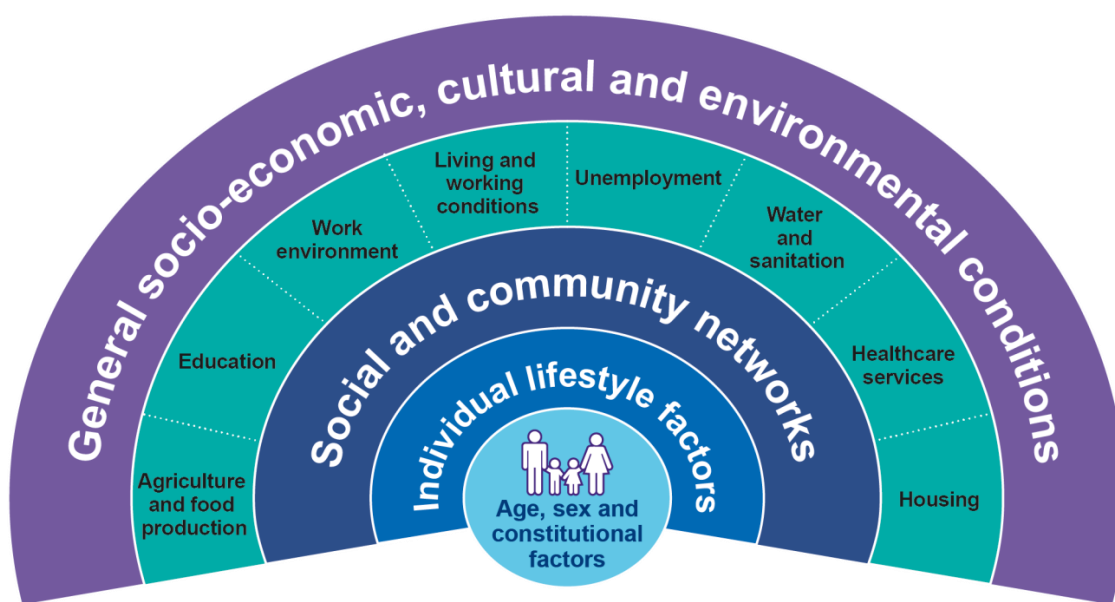 General socio-economic, cultural and environmental conditions
Agriculture
and food
production
Education
Work
environment
Living and
working
conditions
Unemployment
Water
and
sanitation
Healthcare
services
Housing
Social and community networks
Individual lifestyle factors
Age, sex and
constitutional
factors